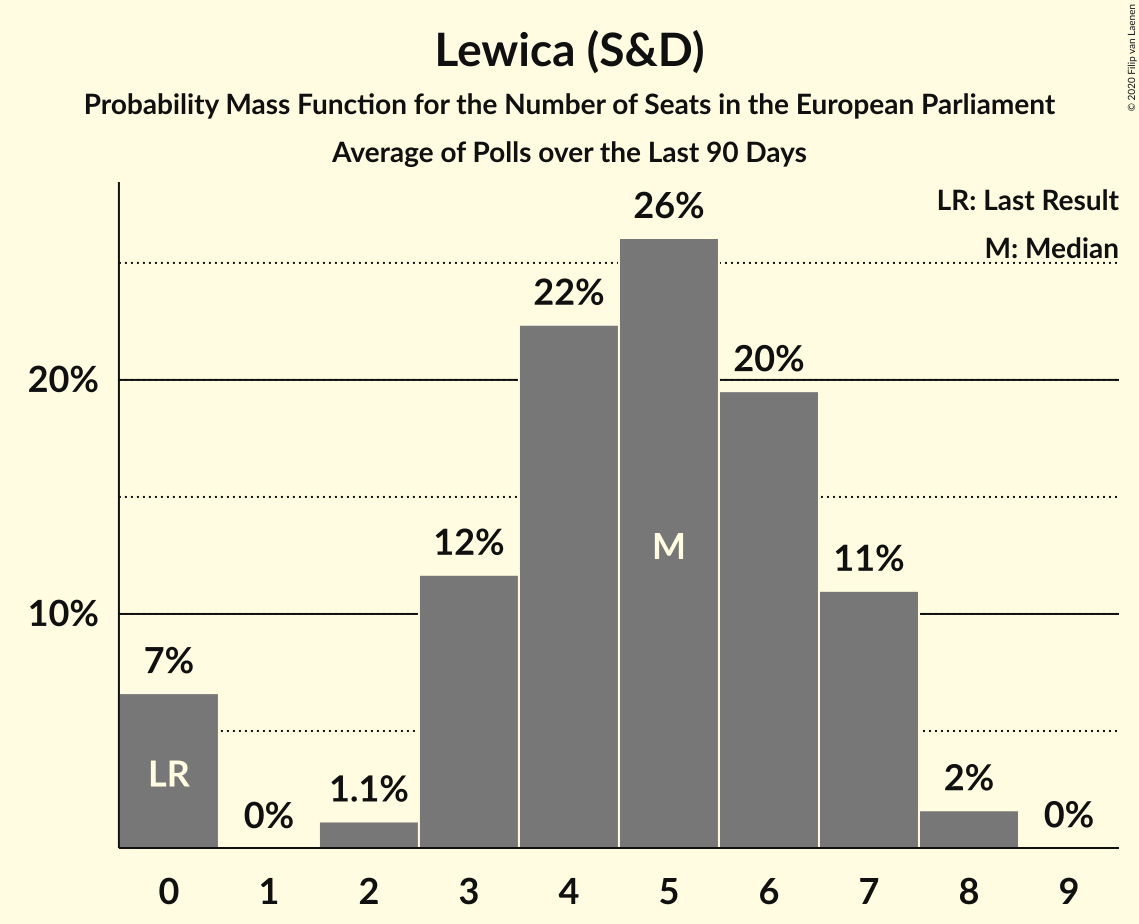 Lewica (S&D)
Probability Mass Function for the Number of Seats in the European Parliament
Average of Polls over the Last 90 Days
© 2020 Filip van Laenen
LR: Last Result
M: Median
26%
22%
20%
20%
12%
11%
10%
7%
1.1%
2%
0%
0%
M
LR
0 1 2 3 4 5 6 7 8 9